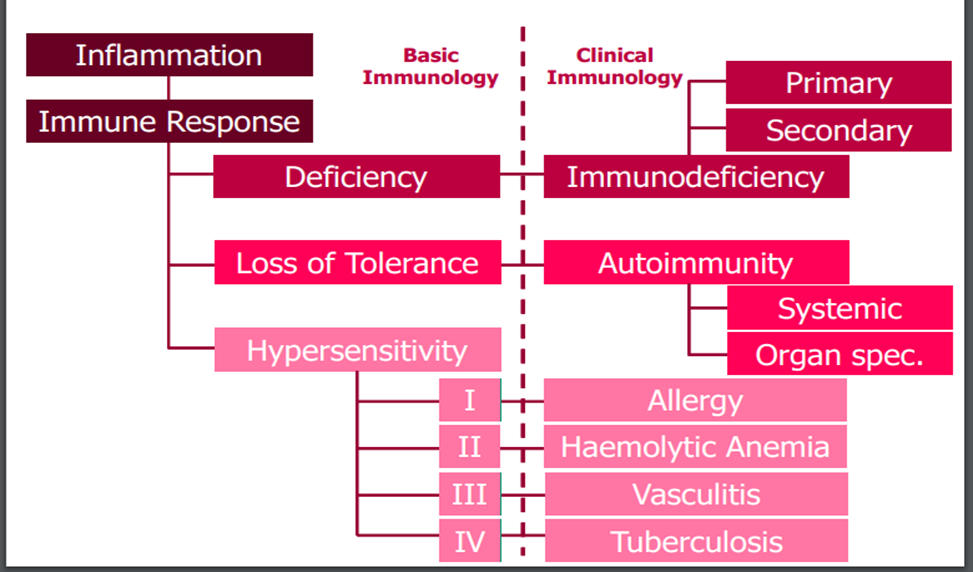 Inflammation
Immune Response
Basic
Immunology
Clinical
Immunology
Primary
Secondary
Deficiency
Immunodeficiency
Loss of Tolerance
Autoimmunity
Systemic
Organ spec.
Hypersensitivity
I
Allergy
II
Haemolytic Anemia
III
Vasculitis
IV
Tuberculosis